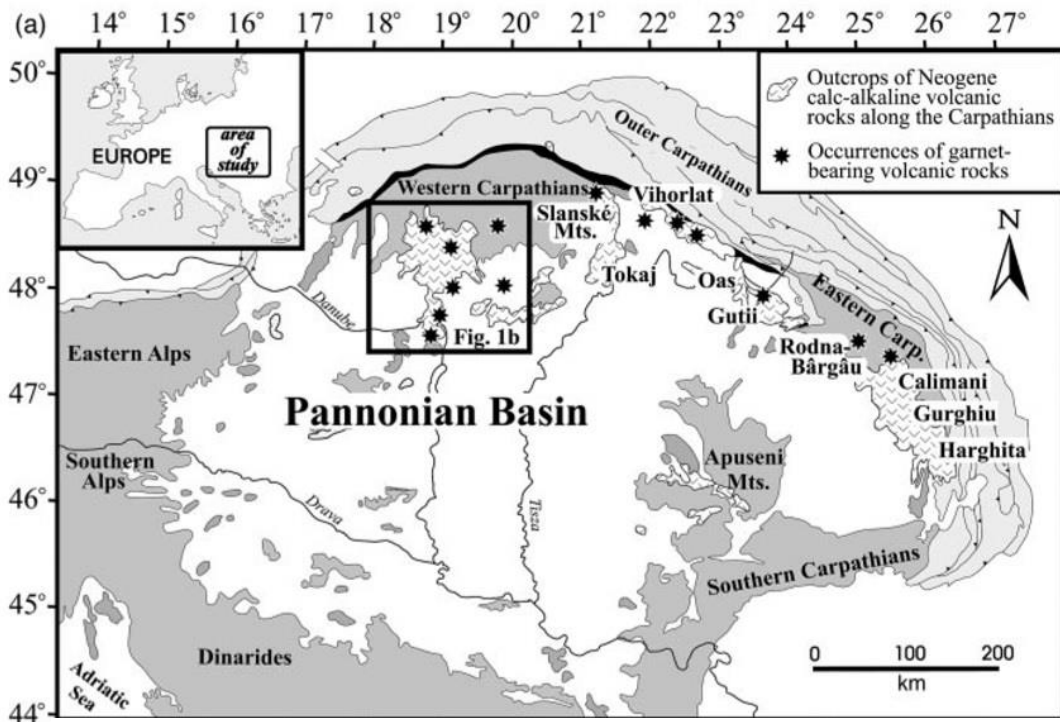 (a)
14° 15° 16° 17° 18° 19° 20° 21° 22° 23° 24° 25° 26° 27°
50°
49°
48°
47°
46°
45°
44°
EUROPE
area
of
study
Outcrops of Neogene
calc-alkaline volcanic
rocks along the Carpathians
Occurrences of garnet-
bearing volcanic rocks
N
Outer Carpathians
Western Carpathians
Vihorlat
Slanské
Mts.
Tokaj
Oas
Gutii
Eastern Carp.
Rodna-
Bârgâu
Calimani
Gurghiu
Harghita
Danube
Fig. 1b
Eastern Alps
Pannonian Basin
Southern
Alps
Apuseni
Mts.
Drava
Tisza
Southern Carpathians
Dinarides
Adriatic
Sea
0 100 200
km